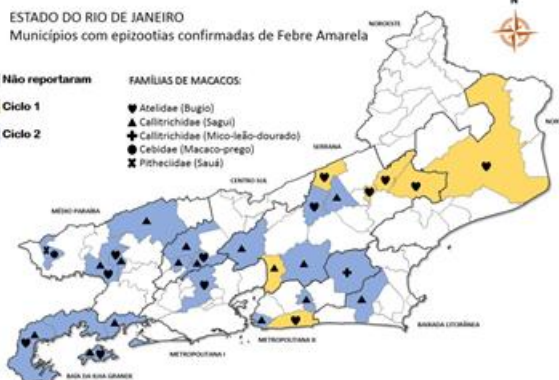 N
ESTADO DO RIO DE JANEIRO
Municípios com epizootias confirmadas de Febre Amarela
NOROESTE
Não reportaram
FAMÍLIAS DE MACACOS:
Ciclo 1
Atelidae (Bugio)
Callitrichidae (Sagui)
Ciclo 2
Callitrichidae (Mico-leão-dourado)
Cebidae (Macaco-prego)
Pitheciidae (Sauá)
NOR
SERRANA
CENTRO SUL
MÉDIO PARAÍBA
BAIXADA LITORÂNEA
METROPOLITANA II
METROPOLITANA I
BAÍA DA ILHA GRANDE